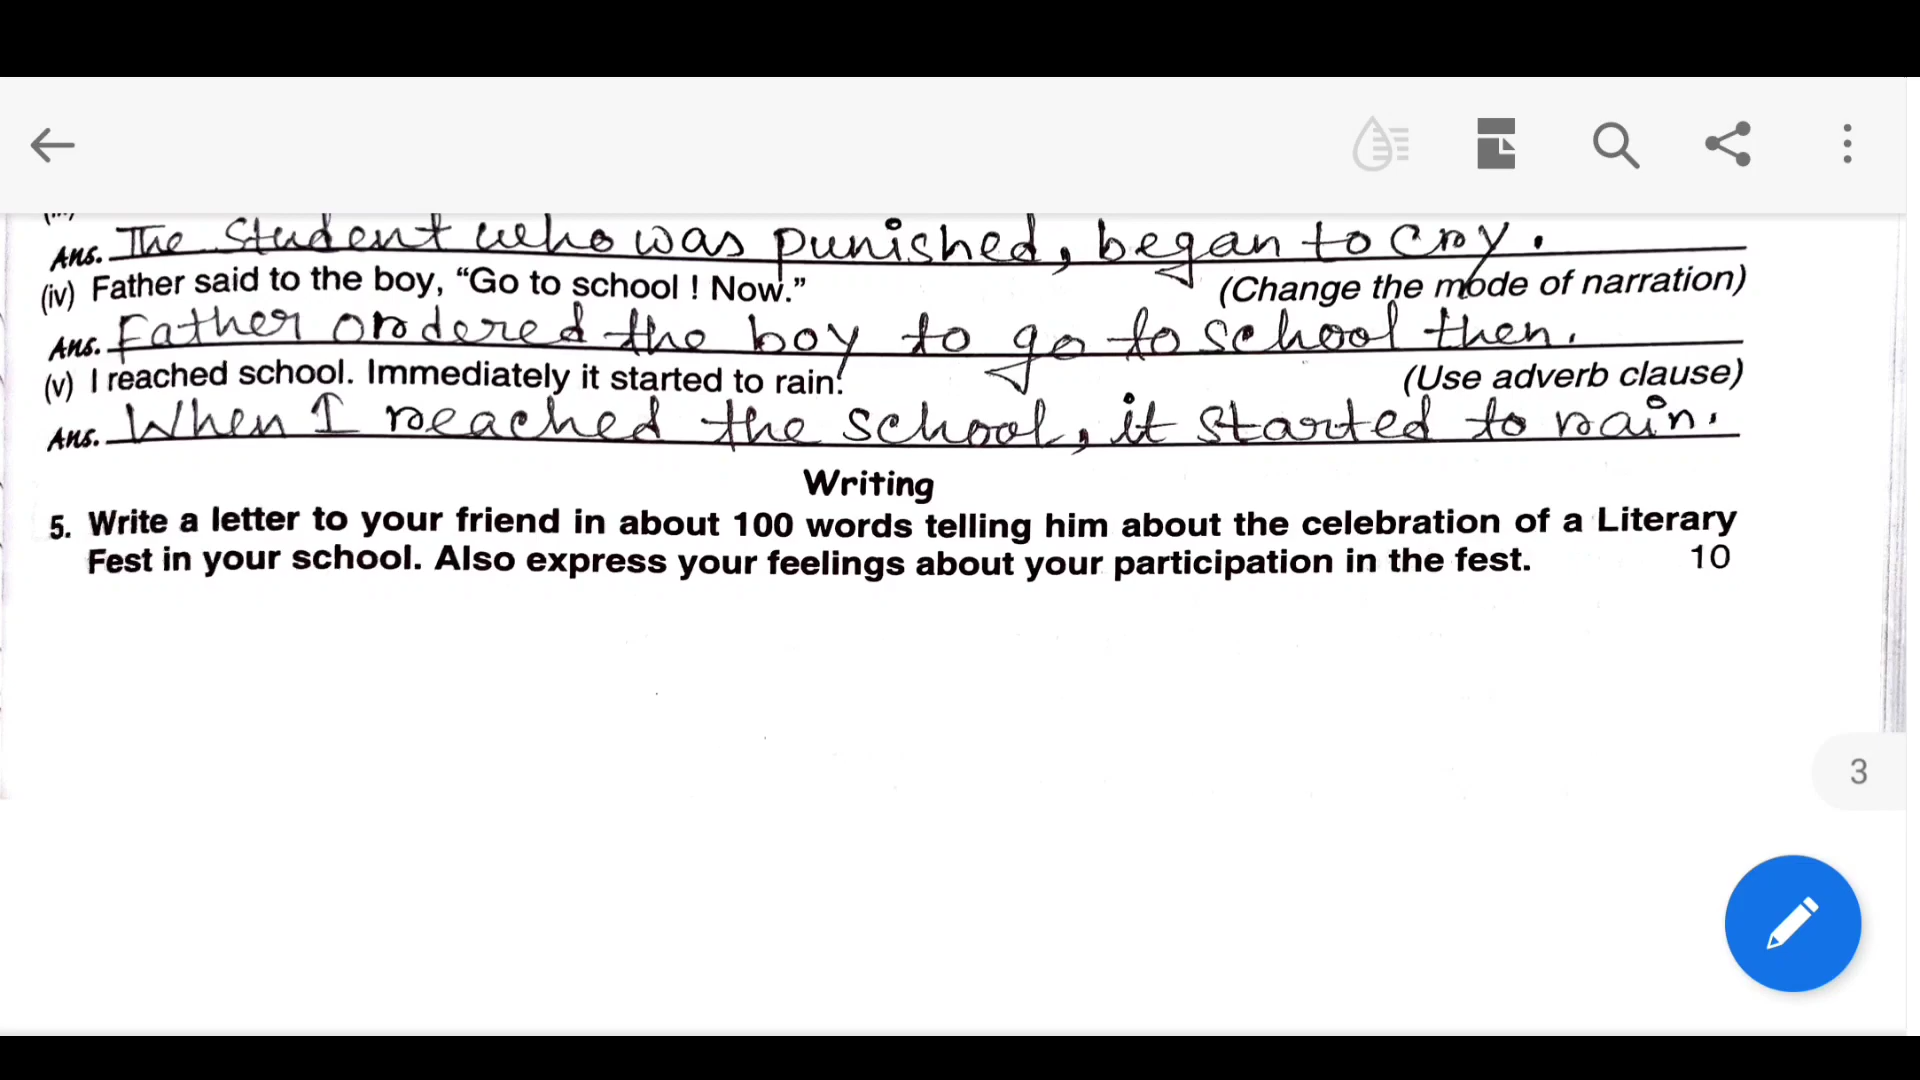 Ans. The student who was punished, began to cry.
(iv) Father said to the boy, “Go to school ! Now.” (Change the mode of narration)
Ans. Father ordered the boy to go to school then.
(v) I reached school. Immediately it started to rain. (Use adverb clause)
Ans. When I reached the school, it started to rain.
Writing
5. Write a letter to your friend in about 100 words telling him about the celebration of a Literary
Fest in your school. Also express your feelings about your participation in the fest. 10
3